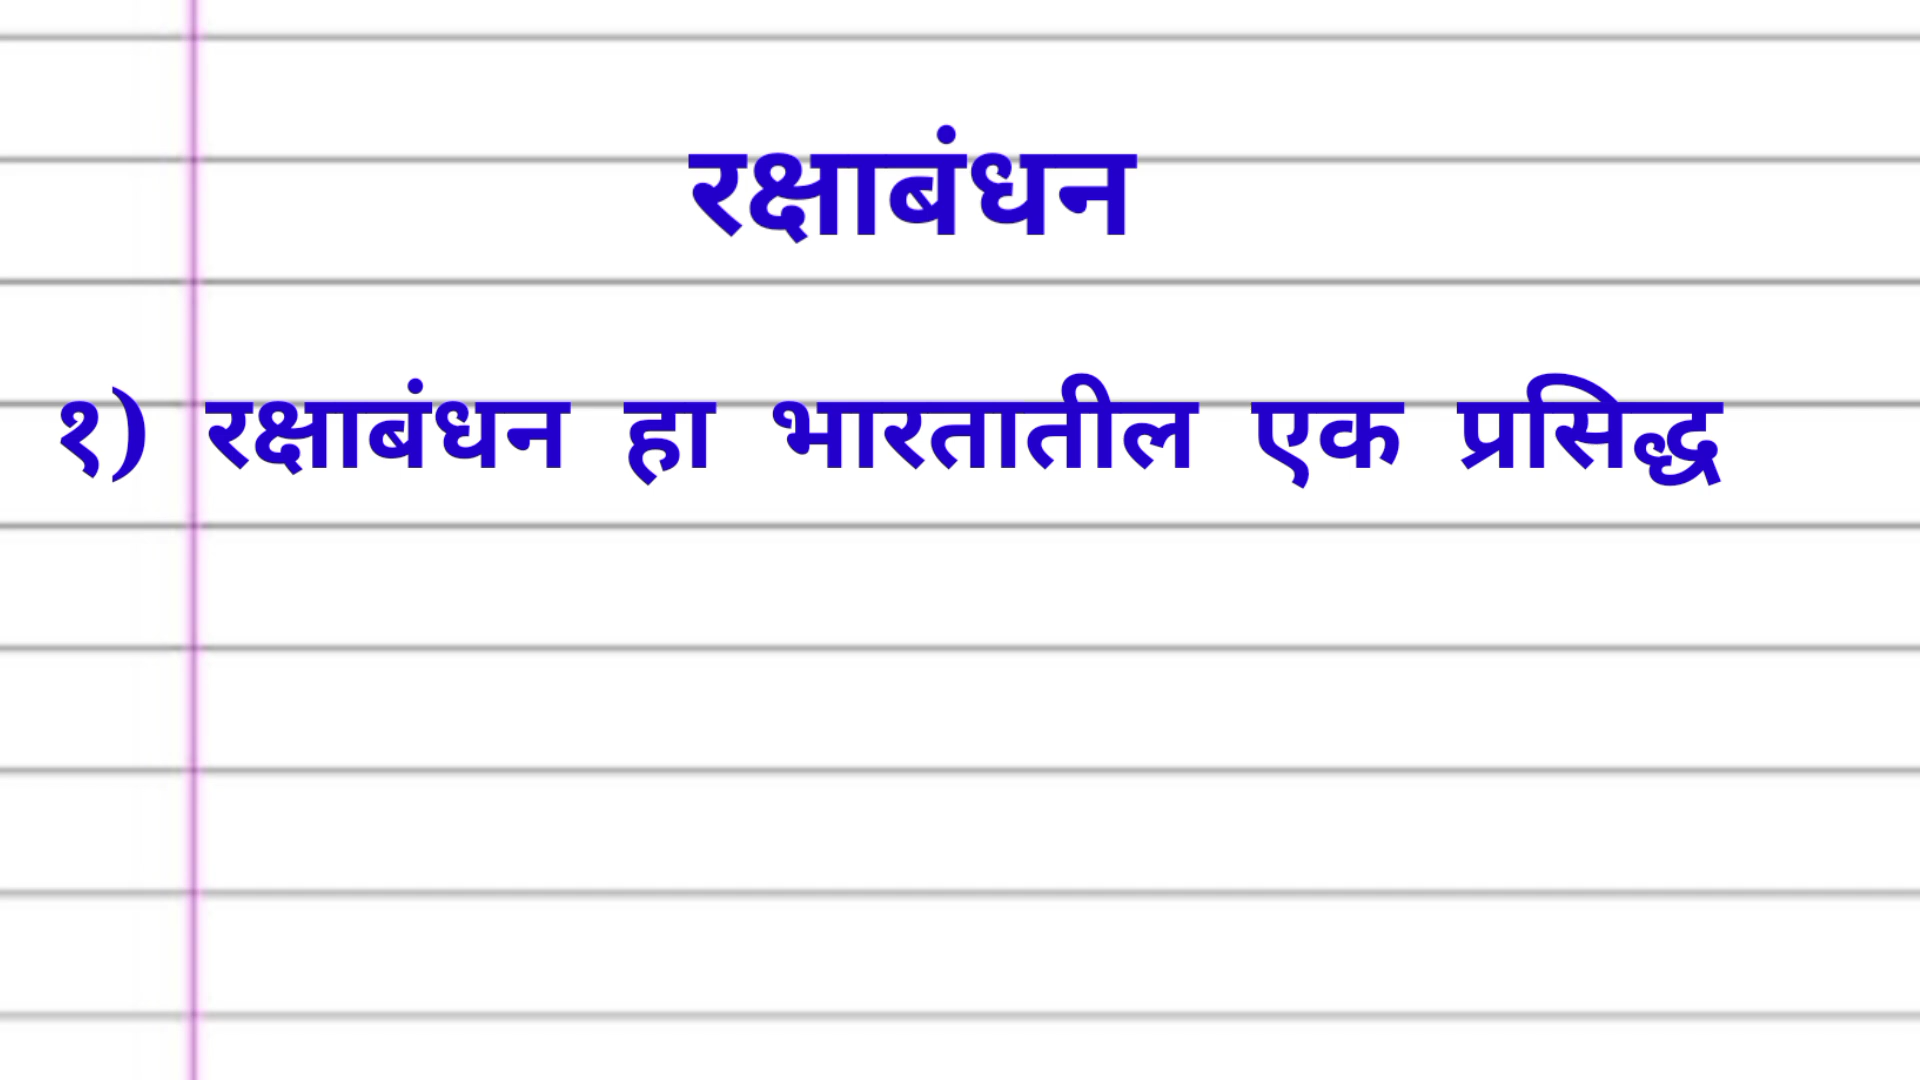 रक्षाबंधन
१) रक्षाबंधन हा भारतातील एक प्रसिद्ध